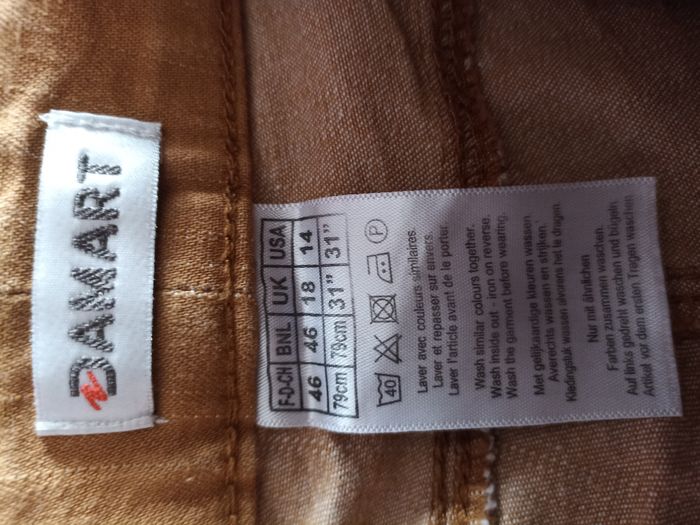 DAMART
F-D-CH BNL UK USA
46 46 18 14
79cm 79cm 31" 31"
40 P
Laver avec couleurs similaires.
Laver et repasser sur envers.
Laver l'article avant de le porter.
Wash similar colours together.
Wash inside out - iron on reverse.
Wash the garment before wearing.
Met gelijkaardige kleuren wassen.
Averechts wassen en strijken.
Kledingsluk wassen alvorens het te dragen.
Nur mit ähnlichen
Farben zusammen waschen.
Auf links gedreht waschen und bügeln
Artikel vor dem ersten Tragen waschen